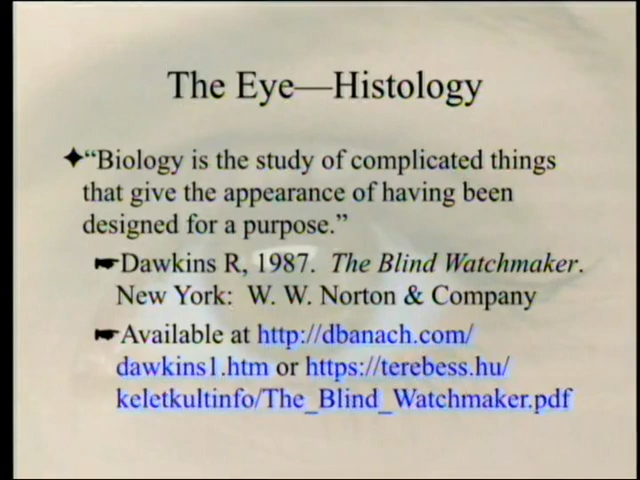 The Eye—Histology
✦“Biology is the study of complicated things
that give the appearance of having been
designed for a purpose.”
☛Dawkins R, 1987. The Blind Watchmaker.
New York: W. W. Norton & Company
☛Available at http://dbanach.com/
dawkins1.htm or https://terebess.hu/
keletkultinfo/The_Blind_Watchmaker.pdf